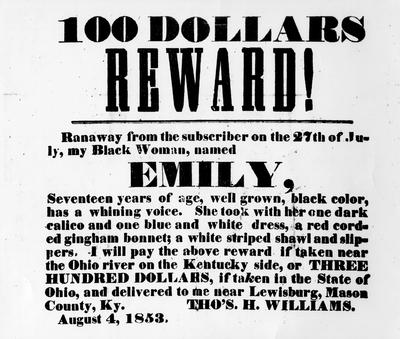 100 DOLLARS
REWARD!
Ranaway from the subscriber on the 27th of Ju-
ly, my Black Woman, named
EMILY,
Seventeen years of age, well grown, black color,
has a whining voice. She took with her one dark
calico and one blue and white dress, a red cord-
ed gingham bonnet; a white striped shawl and slip-
pers. I will pay the above reward if taken near
the Ohio river on the Kentucky side, or THREE
HUNDRED DOLLARS, if taken in the State of
Ohio, and delivered to me near Lewisburg, Mason
County, Ky. THO'S. H. WILLIAMS.
August 4, 1853.